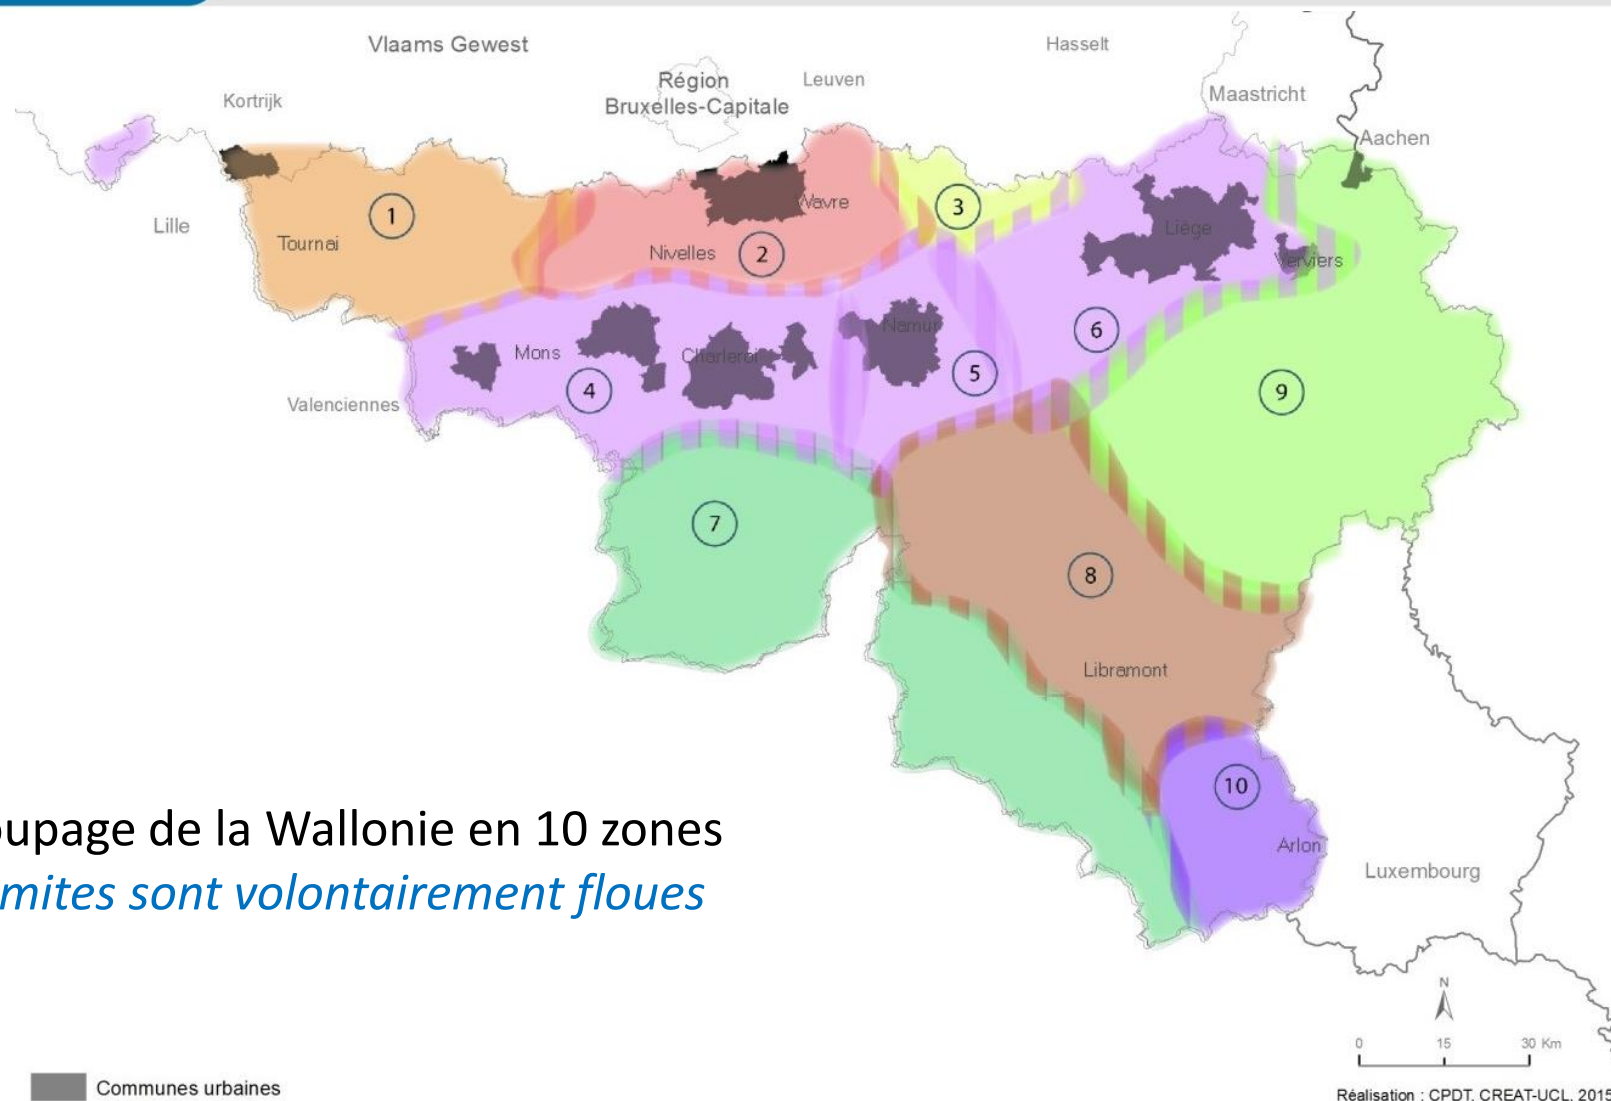 Vlaams Gewest
Hasselt
Région
Bruxelles-Capitale
Leuven
Kortrijk
Maastricht
Aachen
Lille
1
Tournai
Wavre
3
Liège
Nivelles
2
Verviers
Mons
Charleroi
Namur
6
5
4
Valenciennes
9
7
8
Libramont
10
Arlon
Luxembourg
oupage de la Wallonie en 10 zones
mites sont volontairement floues
N
0 15 30 Km
Communes urbaines
Réalisation : CPDT, CREAT-UCL, 2015